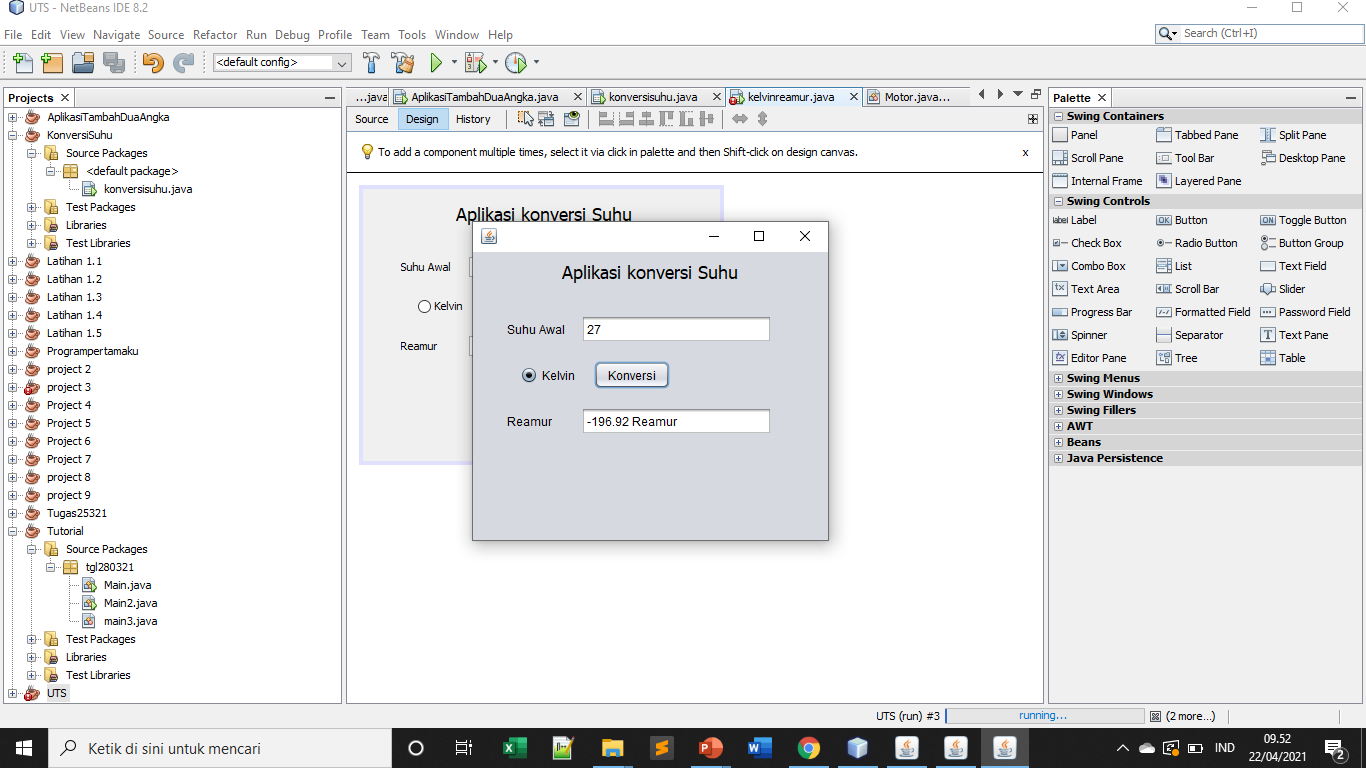 UTS - NetBeans IDE 8.2
File Edit View Navigate Source Refactor Run Debug Profile Team Tools Window Help
Search (Ctrl+I)
<default config>
Projects
AplikasiTambahDuaAngka
KonversiSuhu
Source Packages
<default package>
konversisuhu.java
Test Packages
Libraries
Test Libraries
Latihan 1.1
Latihan 1.2
Latihan 1.3
Latihan 1.4
Latihan 1.5
Programpertamaku
project 2
project 3
Project 4
Project 5
Project 6
Project 7
project 8
project 9
Tugas25321
Tutorial
Source Packages
tgl280321
Main.java
Main2.java
main3.java
Test Packages
Libraries
Test Libraries
UTS
...java AplikasiTambahDuaAngka.java konversisuhu.java kelvinreamur.java Motor.java...
Source Design History
To add a component multiple times, select it via click in palette and then Shift-click on design canvas. x
Aplikasi konversi Suhu
Suhu Awal
Kelvin
Reamur
Aplikasi konversi Suhu
Suhu Awal 27
Kelvin Konversi
Reamur -196.92 Reamur
Palette
Swing Containers
Panel Tabbed Pane Split Pane
Scroll Pane Tool Bar Desktop Pane
Internal Frame Layered Pane
Swing Controls
label Label OK Button ON Toggle Button
Check Box Radio Button Button Group
Combo Box List Text Field
Text Area Scroll Bar Slider
Progress Bar Formatted Field Password Field
Spinner Separator Text Pane
Editor Pane Tree Table
Swing Menus
Swing Windows
Swing Fillers
AWT
Beans
Java Persistence
UTS (run) #3 running... (2 more...)
Ketik di sini untuk mencari
IND
09.52
22/04/2021
2